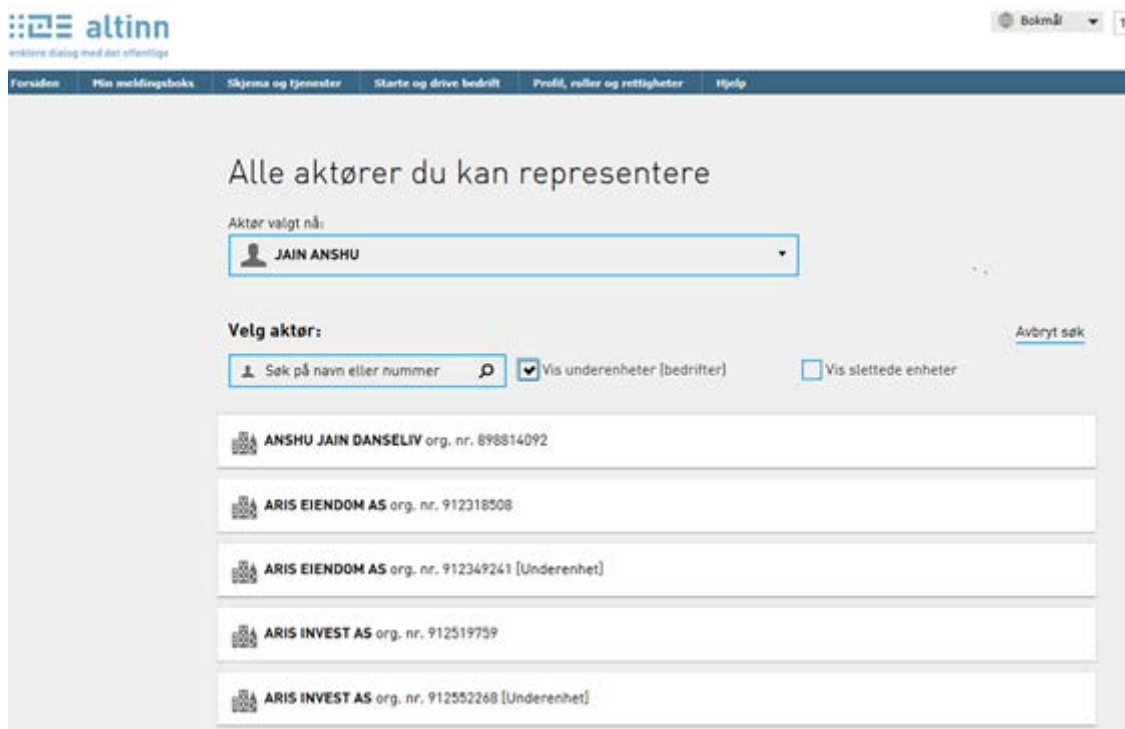 altinn
enklere dialog med det offentlige
Bokmål
Forsiden Min meldingsboks Skjema og tjenester Starte og drive bedrift Profil, roller og rettigheter Hjelp
Alle aktører du kan representere
Aktør valgt nå:
JAIN ANSHU
Velg aktør:
Avbryt søk
Søk på navn eller nummer Vis underenheter (bedrifter) Vis slettede enheter
ANSHU JAIN DANSELIV org. nr. 898814092
ARIS EIENDOM AS org. nr. 912318508
ARIS EIENDOM AS org. nr. 912349241 (Underenhet)
ARIS INVEST AS org. nr. 912519759
ARIS INVEST AS org. nr. 912552268 (Underenhet)